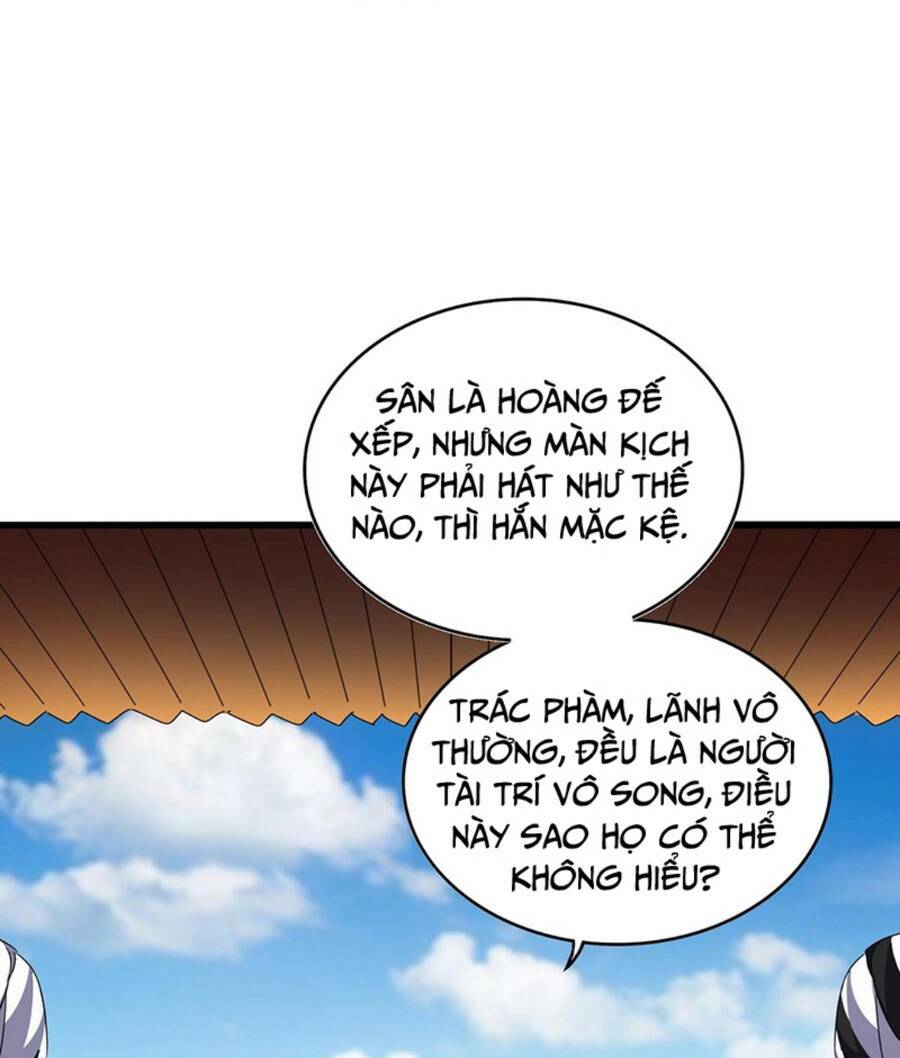 SÂN LÀ HOÀNG ĐẾ
XẾP, NHƯNG MÀN KỊCH
NÀY PHẢI HÁT NHƯ THẾ
NÀO, THÌ HẮN MẶC KỆ.
TRÁC PHÀM, LÃNH VÔ
THƯỜNG, ĐỀU LÀ NGƯỜI
TÀI TRÍ VÔ SONG, ĐIỀU
NÀY SAO HỌ CÓ THỂ
KHÔNG HIỂU?